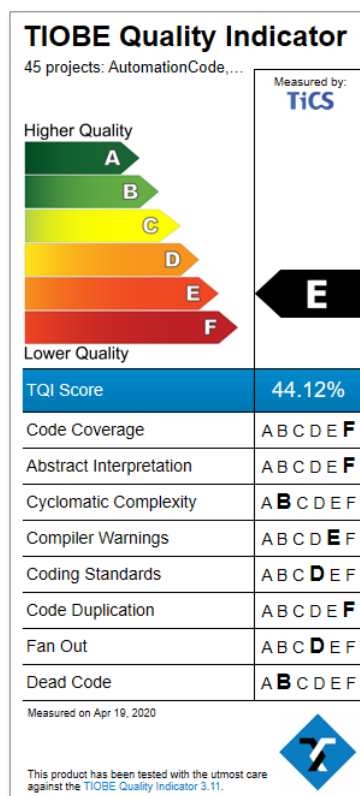 TIOBE Quality Indicator
45 projects: AutomationCode,...
Measured by:
TiCS
Higher Quality
A
B
C
D
E
F
E
Lower Quality
TQI Score 44.12%
Code Coverage A B C D E F
Abstract Interpretation A B C D E F
Cyclomatic Complexity A B C D E F
Compiler Warnings A B C D E F
Coding Standards A B C D E F
Code Duplication A B C D E F
Fan Out A B C D E F
Dead Code A B C D E F
Measured on Apr 19, 2020
This product has been tested with the utmost care
against the TIOBE Quality Indicator 3.11.